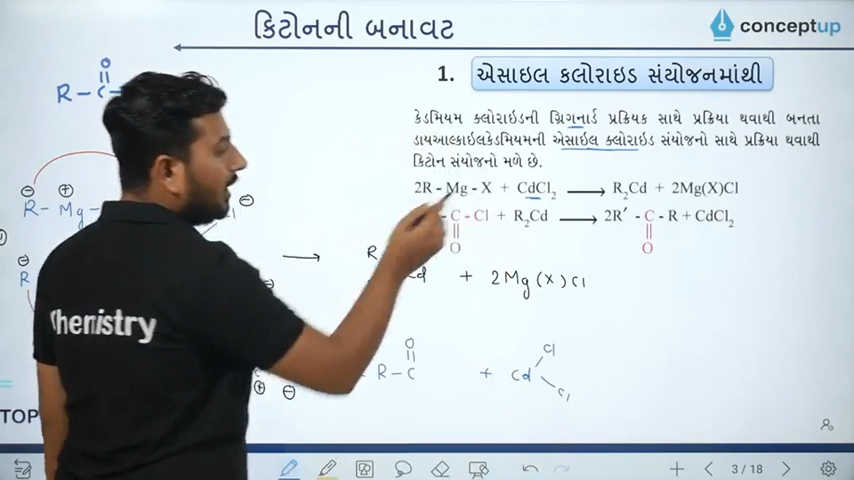 કિટોનની બનાવટ
conceptup
1. એસાઇલ ક્લોરાઇડ સંયોજનમાંથી
કેડમિયમ ક્લોરાઇડની ગ્રિગનાર્ડ પ્રક્રિયક સાથે પ્રક્રિયા થવાથી બનતા
ડાયઆલ્કાઇલકેડમિયમની એસાઇલ ક્લોરાઇડ સંયોજનો સાથે પ્રક્રિયા થવાથી
કિટોન સંયોજનો મળે છે.
2R - Mg - X + CdCl₂ ⟶ R₂Cd + 2Mg(X)Cl
- C - Cl + R₂Cd ⟶ 2R′ - C - R + CdCl₂
O O
O
R - C
⊖ ⊕
R - Mg -
⊖
R
⟶ R
d + 2Mg(X)Cl
O
R - C + Cd
Cl
Cl
⊕ ⊖
Khemistry
TOP
3 / 18